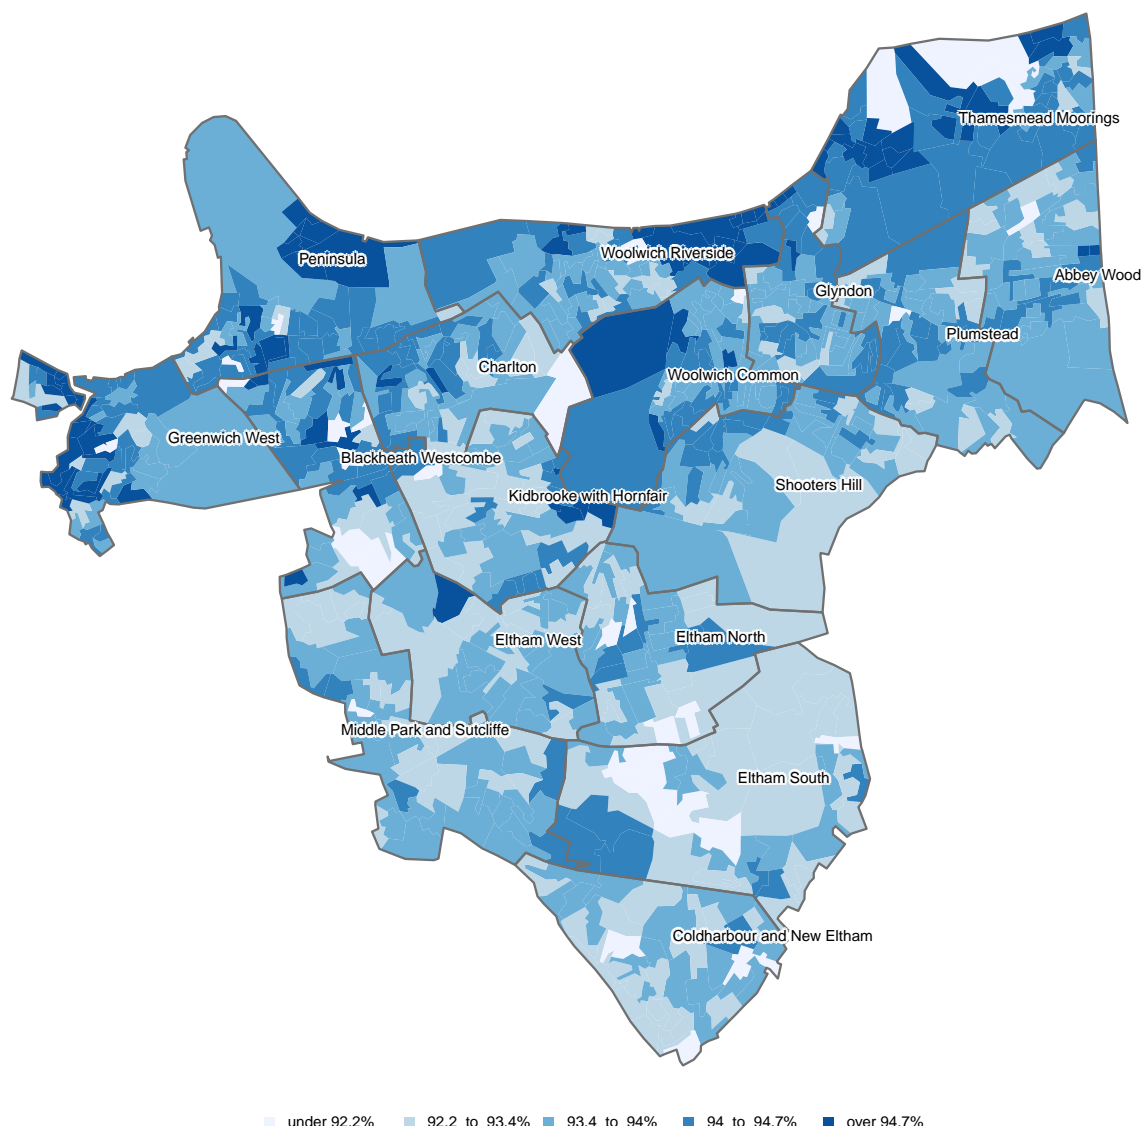 Thamesmead Moorings
Peninsula
Woolwich Riverside
Abbey Wood
Glyndon
Plumstead
Charlton
Woolwich Common
Greenwich West
Blackheath Westcombe
Shooters Hill
Kidbrooke with Hornfair
Eltham West
Eltham North
Middle Park and Sutcliffe
Eltham South
Coldharbour and New Eltham
under 92.2% 92.2 to 93.4% 93.4 to 94% 94 to 94.7% over 94.7%